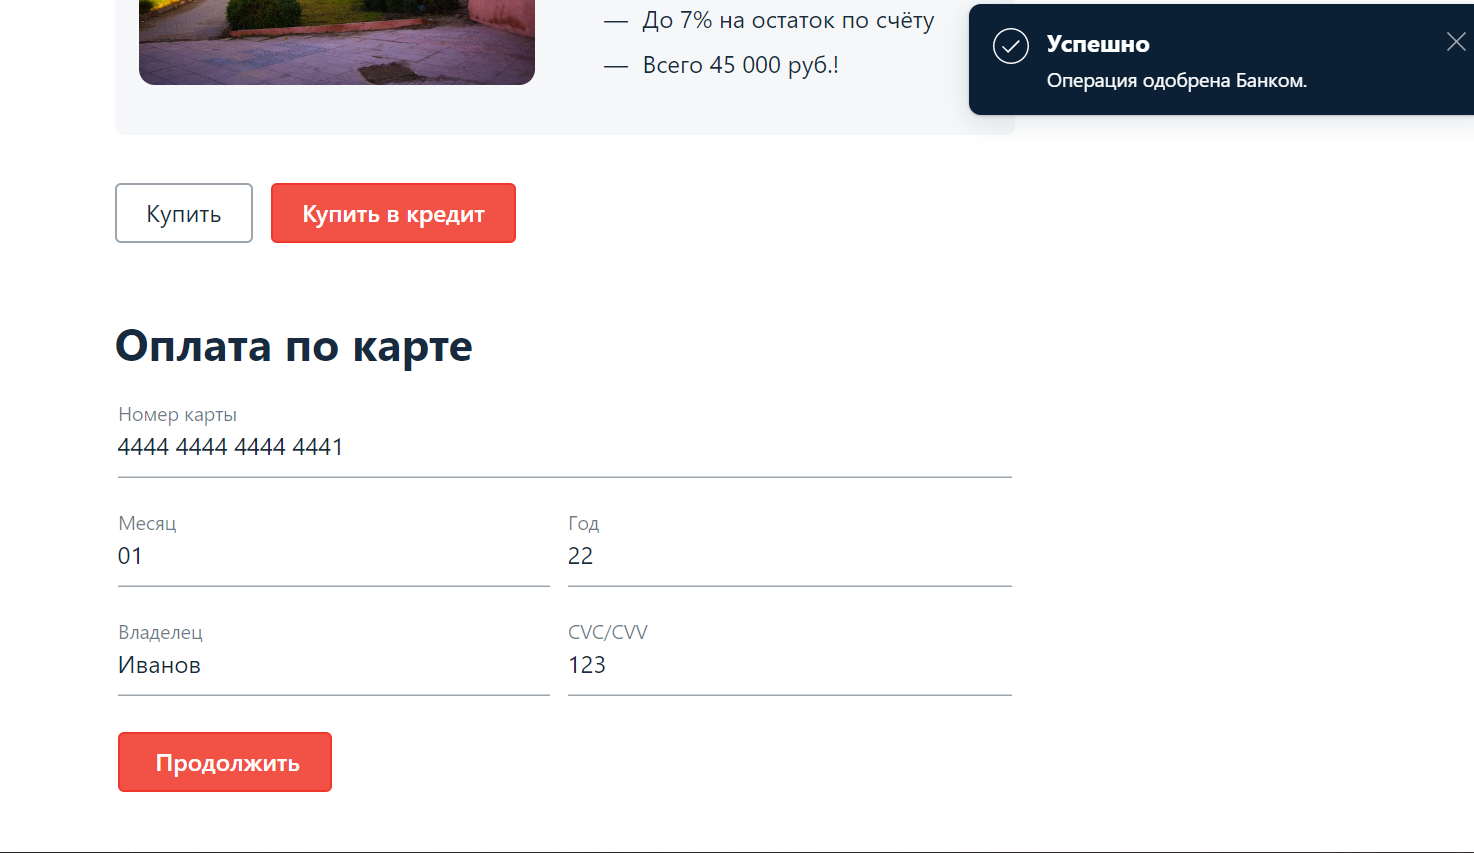 — До 7% на остаток по счёту
— Всего 45 000 руб.!
Успешно
Операция одобрена Банком.
Купить
Купить в кредит
Оплата по карте
Номер карты
4444 4444 4444 4441
Месяц
01
Год
22
Владелец
Иванов
CVC/CVV
123
Продолжить